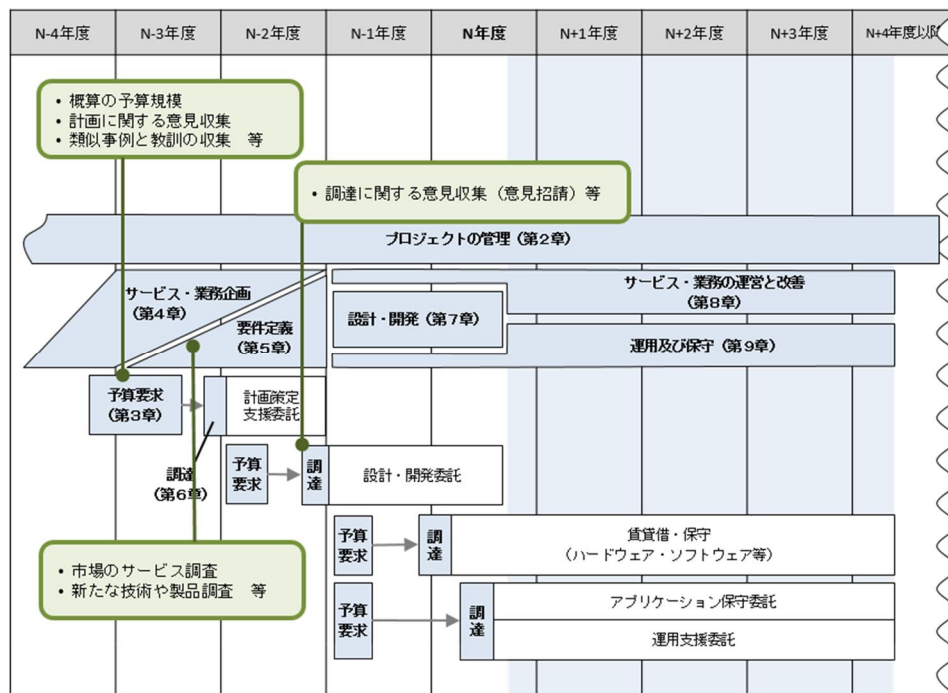 N-4年度
N-3年度
N-2年度
N-1年度
N年度
N+1年度
N+2年度
N+3年度
N+4年度以降
• 概算の予算規模
• 計画に関する意見収集
• 類似事例と教訓の収集 等
• 調達に関する意見収集（意見招請）等
プロジェクトの管理（第2章）
サービス・業務企画
（第4章）
要件定義
（第5章）
設計・開発（第7章）
サービス・業務の運営と改善
（第8章）
運用及び保守（第9章）
予算要求
（第3章）
計画策定
支援委託
調達
（第6章）
予算
要求
調
達
設計・開発委託
予算
要求
調
達
賃貸借・保守
（ハードウェア・ソフトウェア等）
• 市場のサービス調査
• 新たな技術や製品調査 等
予算
要求
調
達
アプリケーション保守委託
運用支援委託